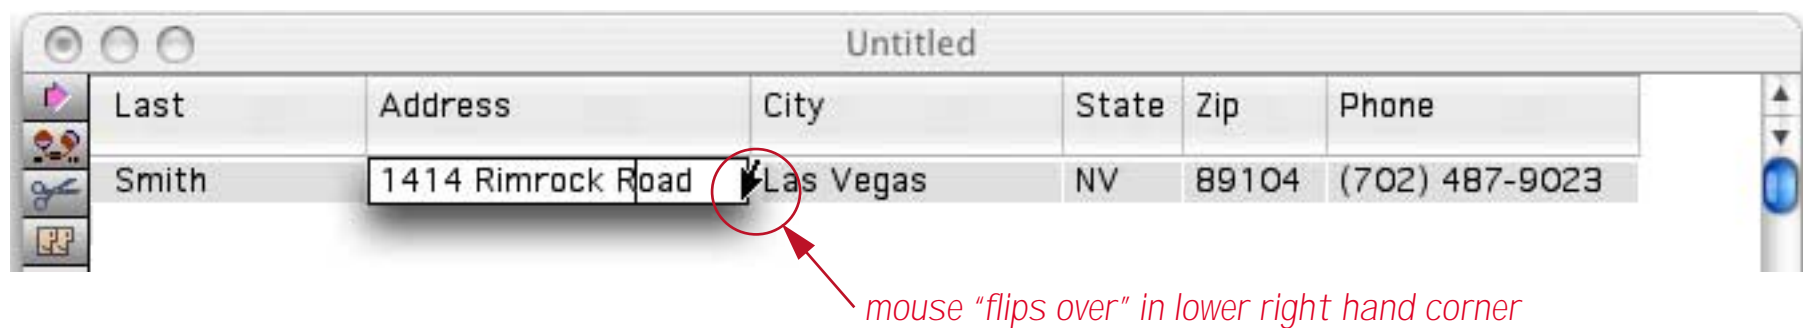 Untitled
Last Address City State Zip Phone
Smith 1414 Rimrock Road Las Vegas NV 89104 (702) 487-9023
mouse “flips over” in lower right hand corner